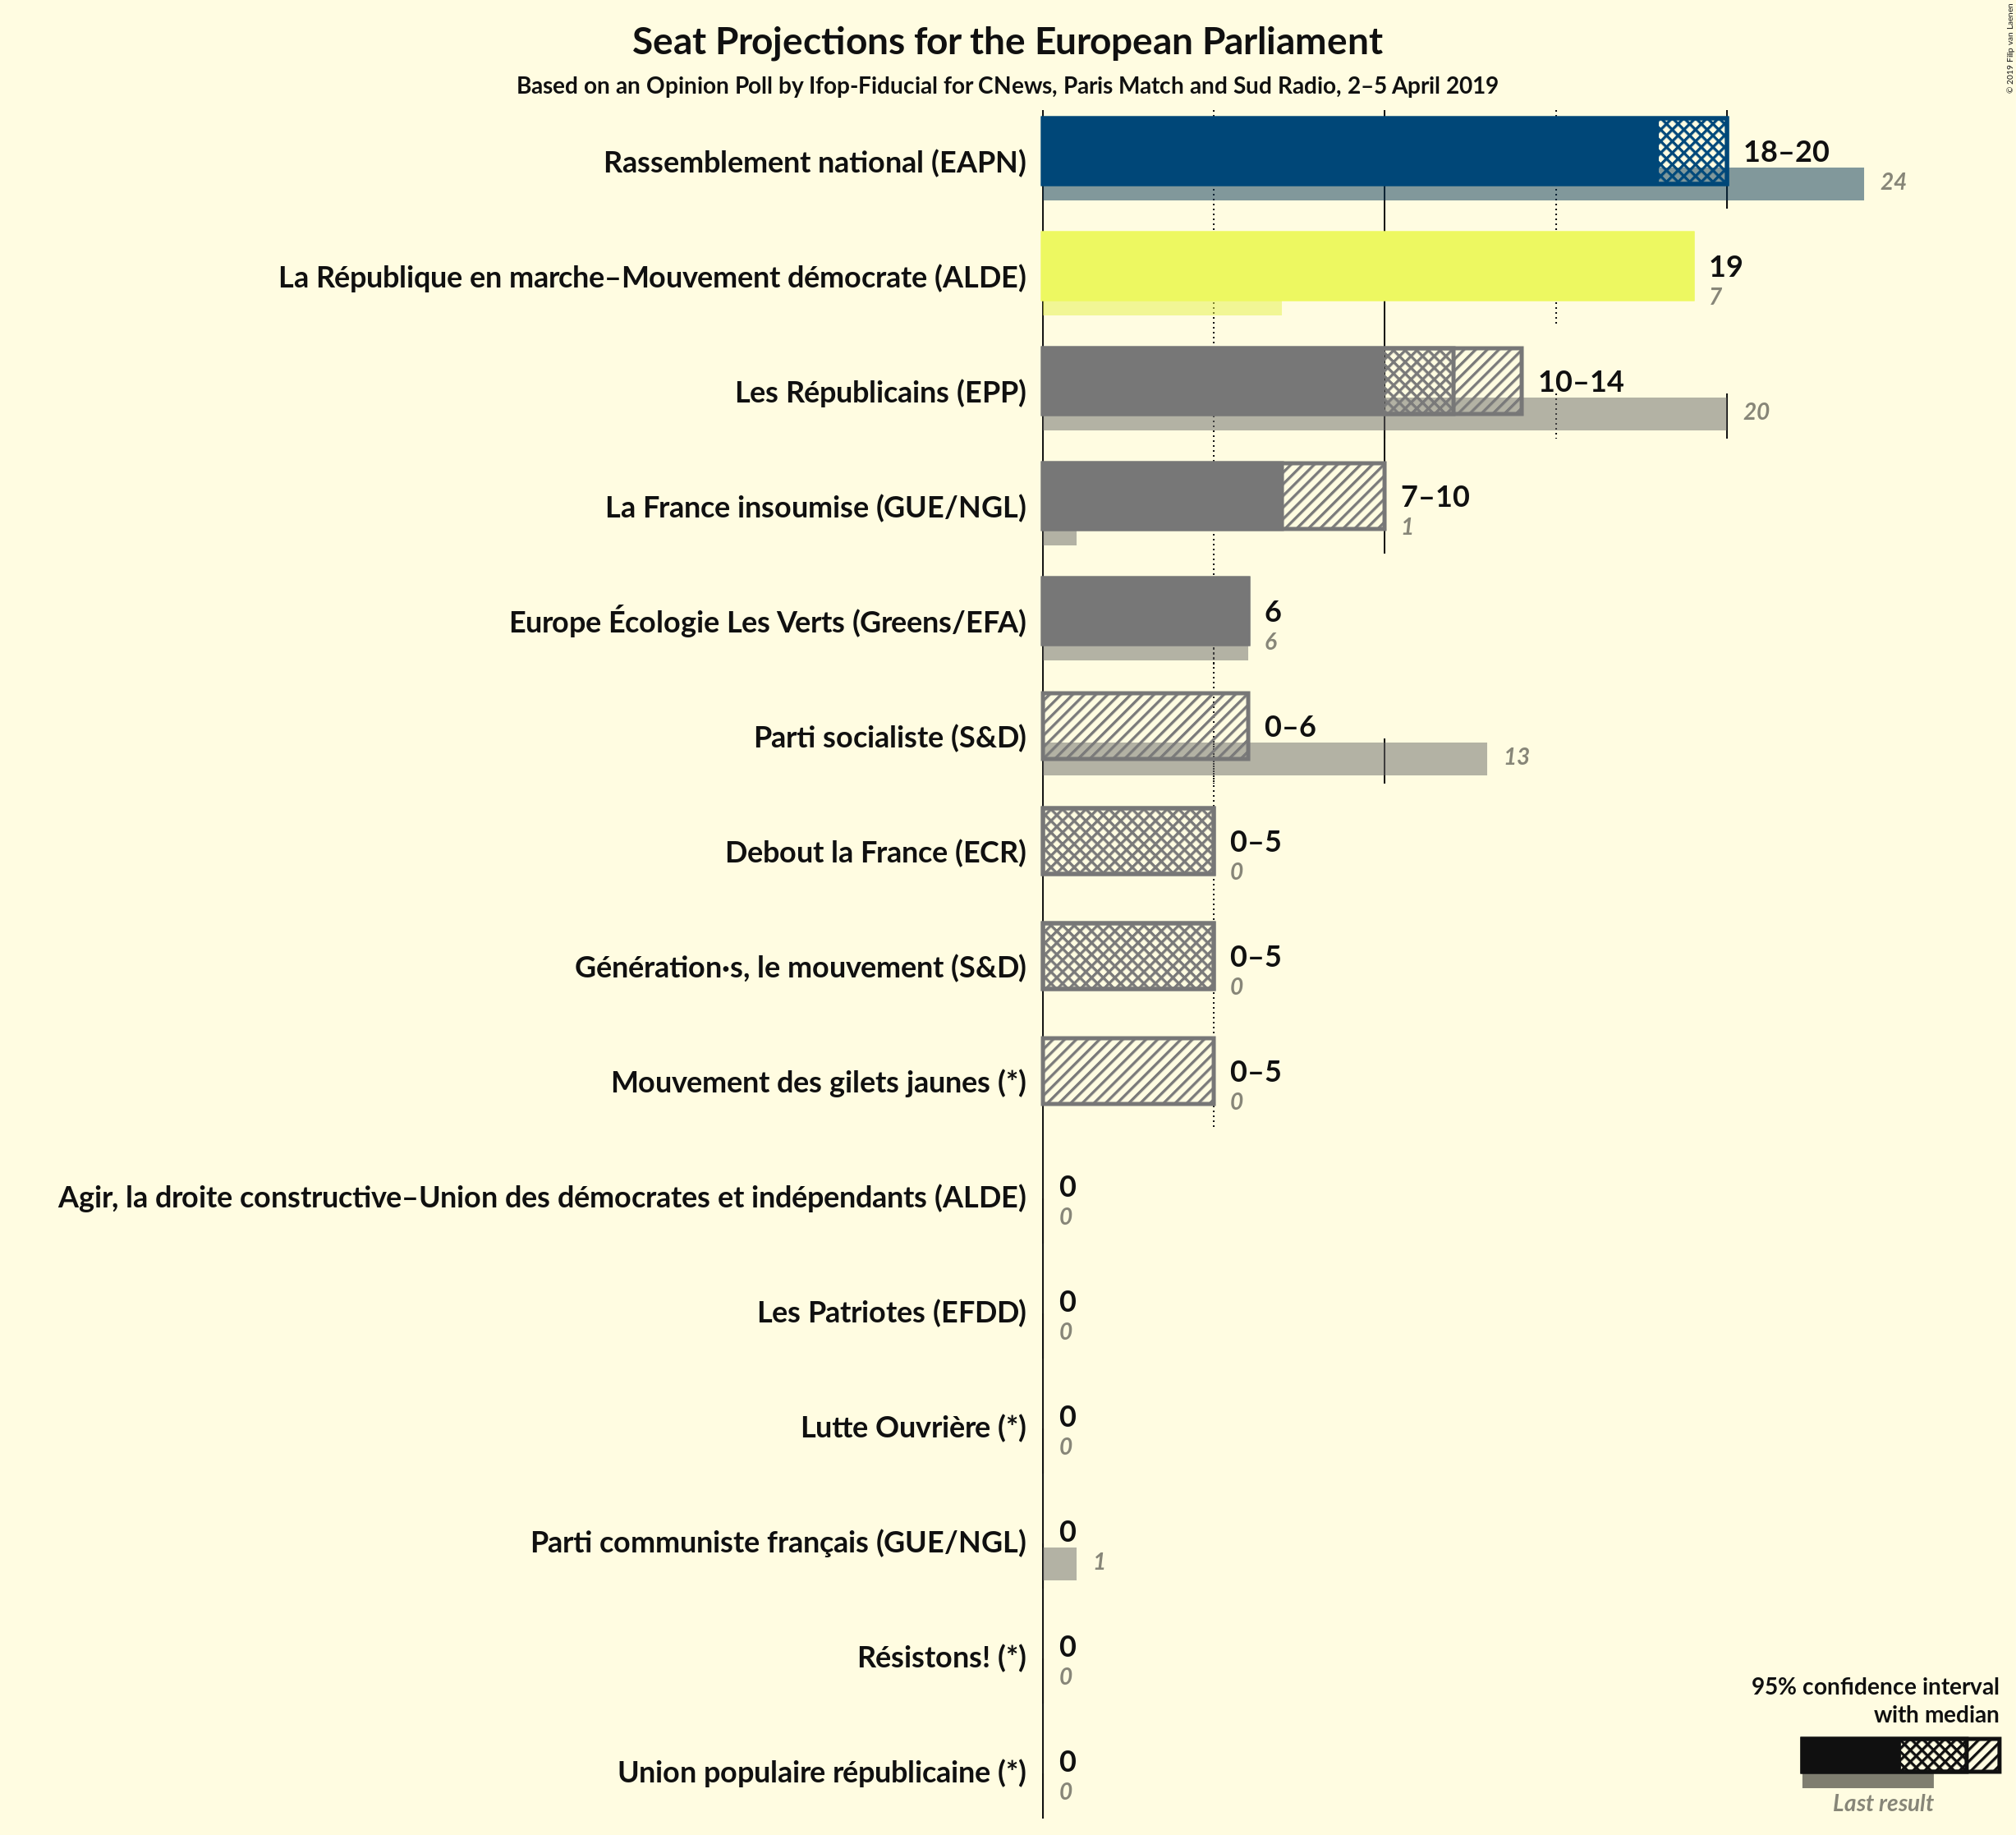 Seat Projections for the European Parliament
Based on an Opinion Poll by Ifop-Fiducial for CNews, Paris Match and Sud Radio, 2–5 April 2019
© 2019 Filip van Laenen
Rassemblement national (EAPN)
18–20
24
La République en marche–Mouvement démocrate (ALDE)
19
7
Les Républicains (EPP)
10–14
20
La France insoumise (GUE/NGL)
7–10
1
Europe Écologie Les Verts (Greens/EFA)
6
6
Parti socialiste (S&D)
0–6
13
Debout la France (ECR)
0–5
0
Génération·s, le mouvement (S&D)
0–5
0
Mouvement des gilets jaunes (*)
0–5
0
Agir, la droite constructive–Union des démocrates et indépendants (ALDE)
0
0
Les Patriotes (EFDD)
0
0
Lutte Ouvrière (*)
0
0
Parti communiste français (GUE/NGL)
0
1
Résistons! (*)
0
0
Union populaire républicaine (*)
0
0
95% confidence interval
with median
Last result